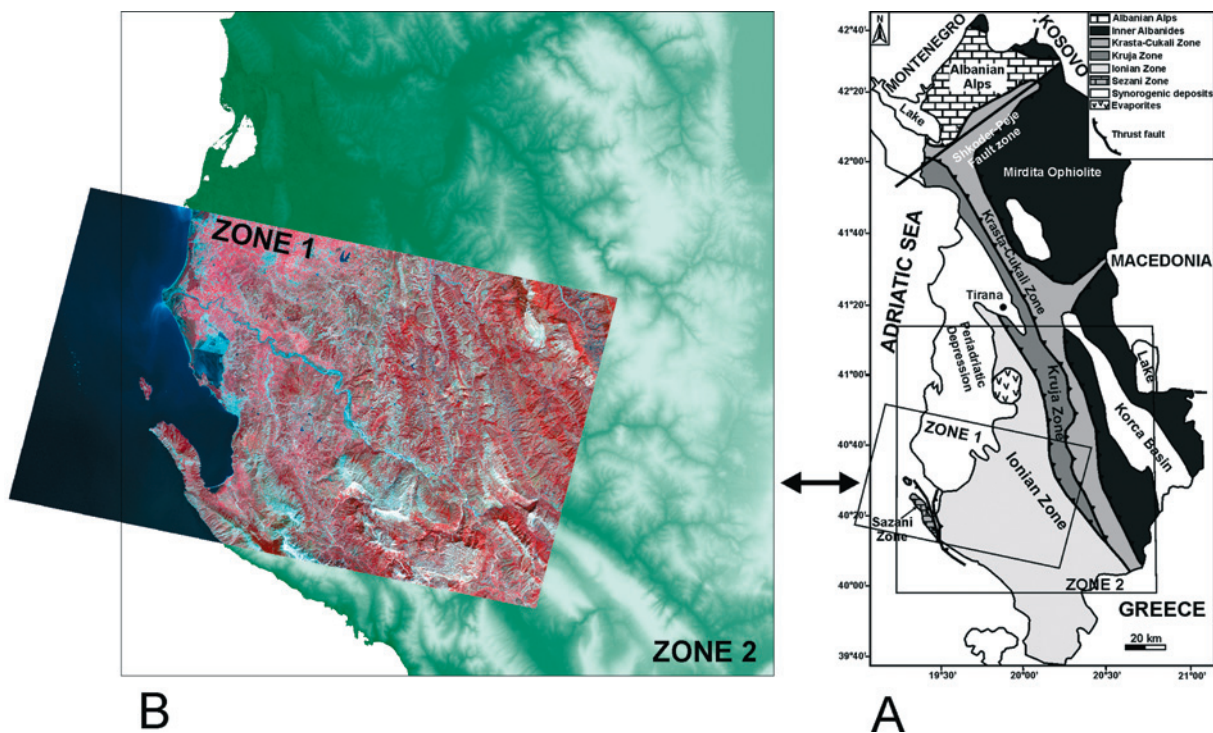 ZONE 1
ZONE 2
B
N
MONTENEGRO
KOSOVO
Albanian Alps
Inner Albanides
Krasta-Cukali Zone
Kruja Zone
Ionian Zone
Sezani Zone
Synorogenic deposits
Evaporites
Thrust fault
Albanian
Alps
Lake
Shkoder-Peje
Fault zone
Mirdita Ophiolite
Krasta-Cukali Zone
MACEDONIA
ADRIATIC SEA
Tirana
Periadriatic
Depression
Kruja Zone
Lake
Korca Basin
ZONE 1
Ionian Zone
Sazani
Zone
ZONE 2
GREECE
20 km
42°40'
42°20'
42°00'
41°40'
41°20'
41°00'
40°40'
40°20'
40°00'
39°40'
19°30'
20°00'
20°30'
21°00'
A